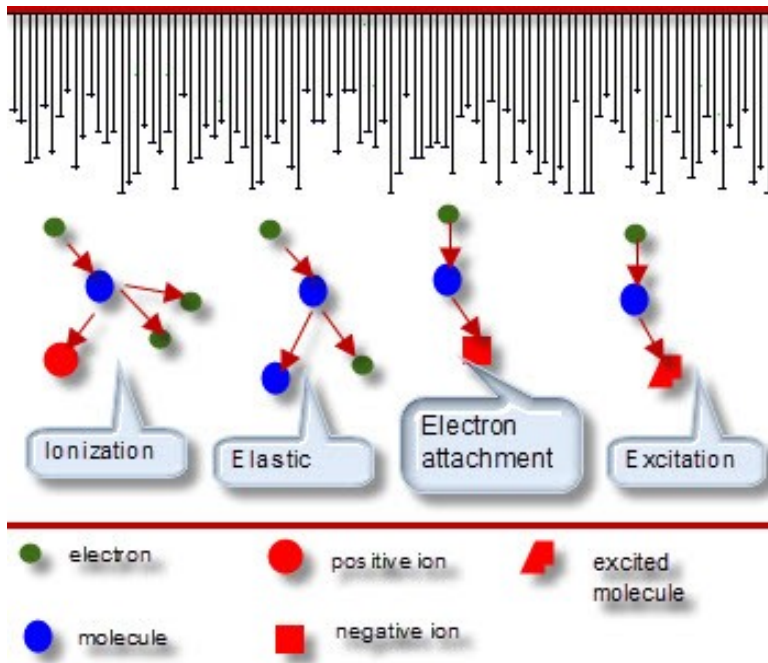 Ionization
Elastic
Electron
attachment
Excitation
electron
positive ion
excited
molecule
molecule
negative ion